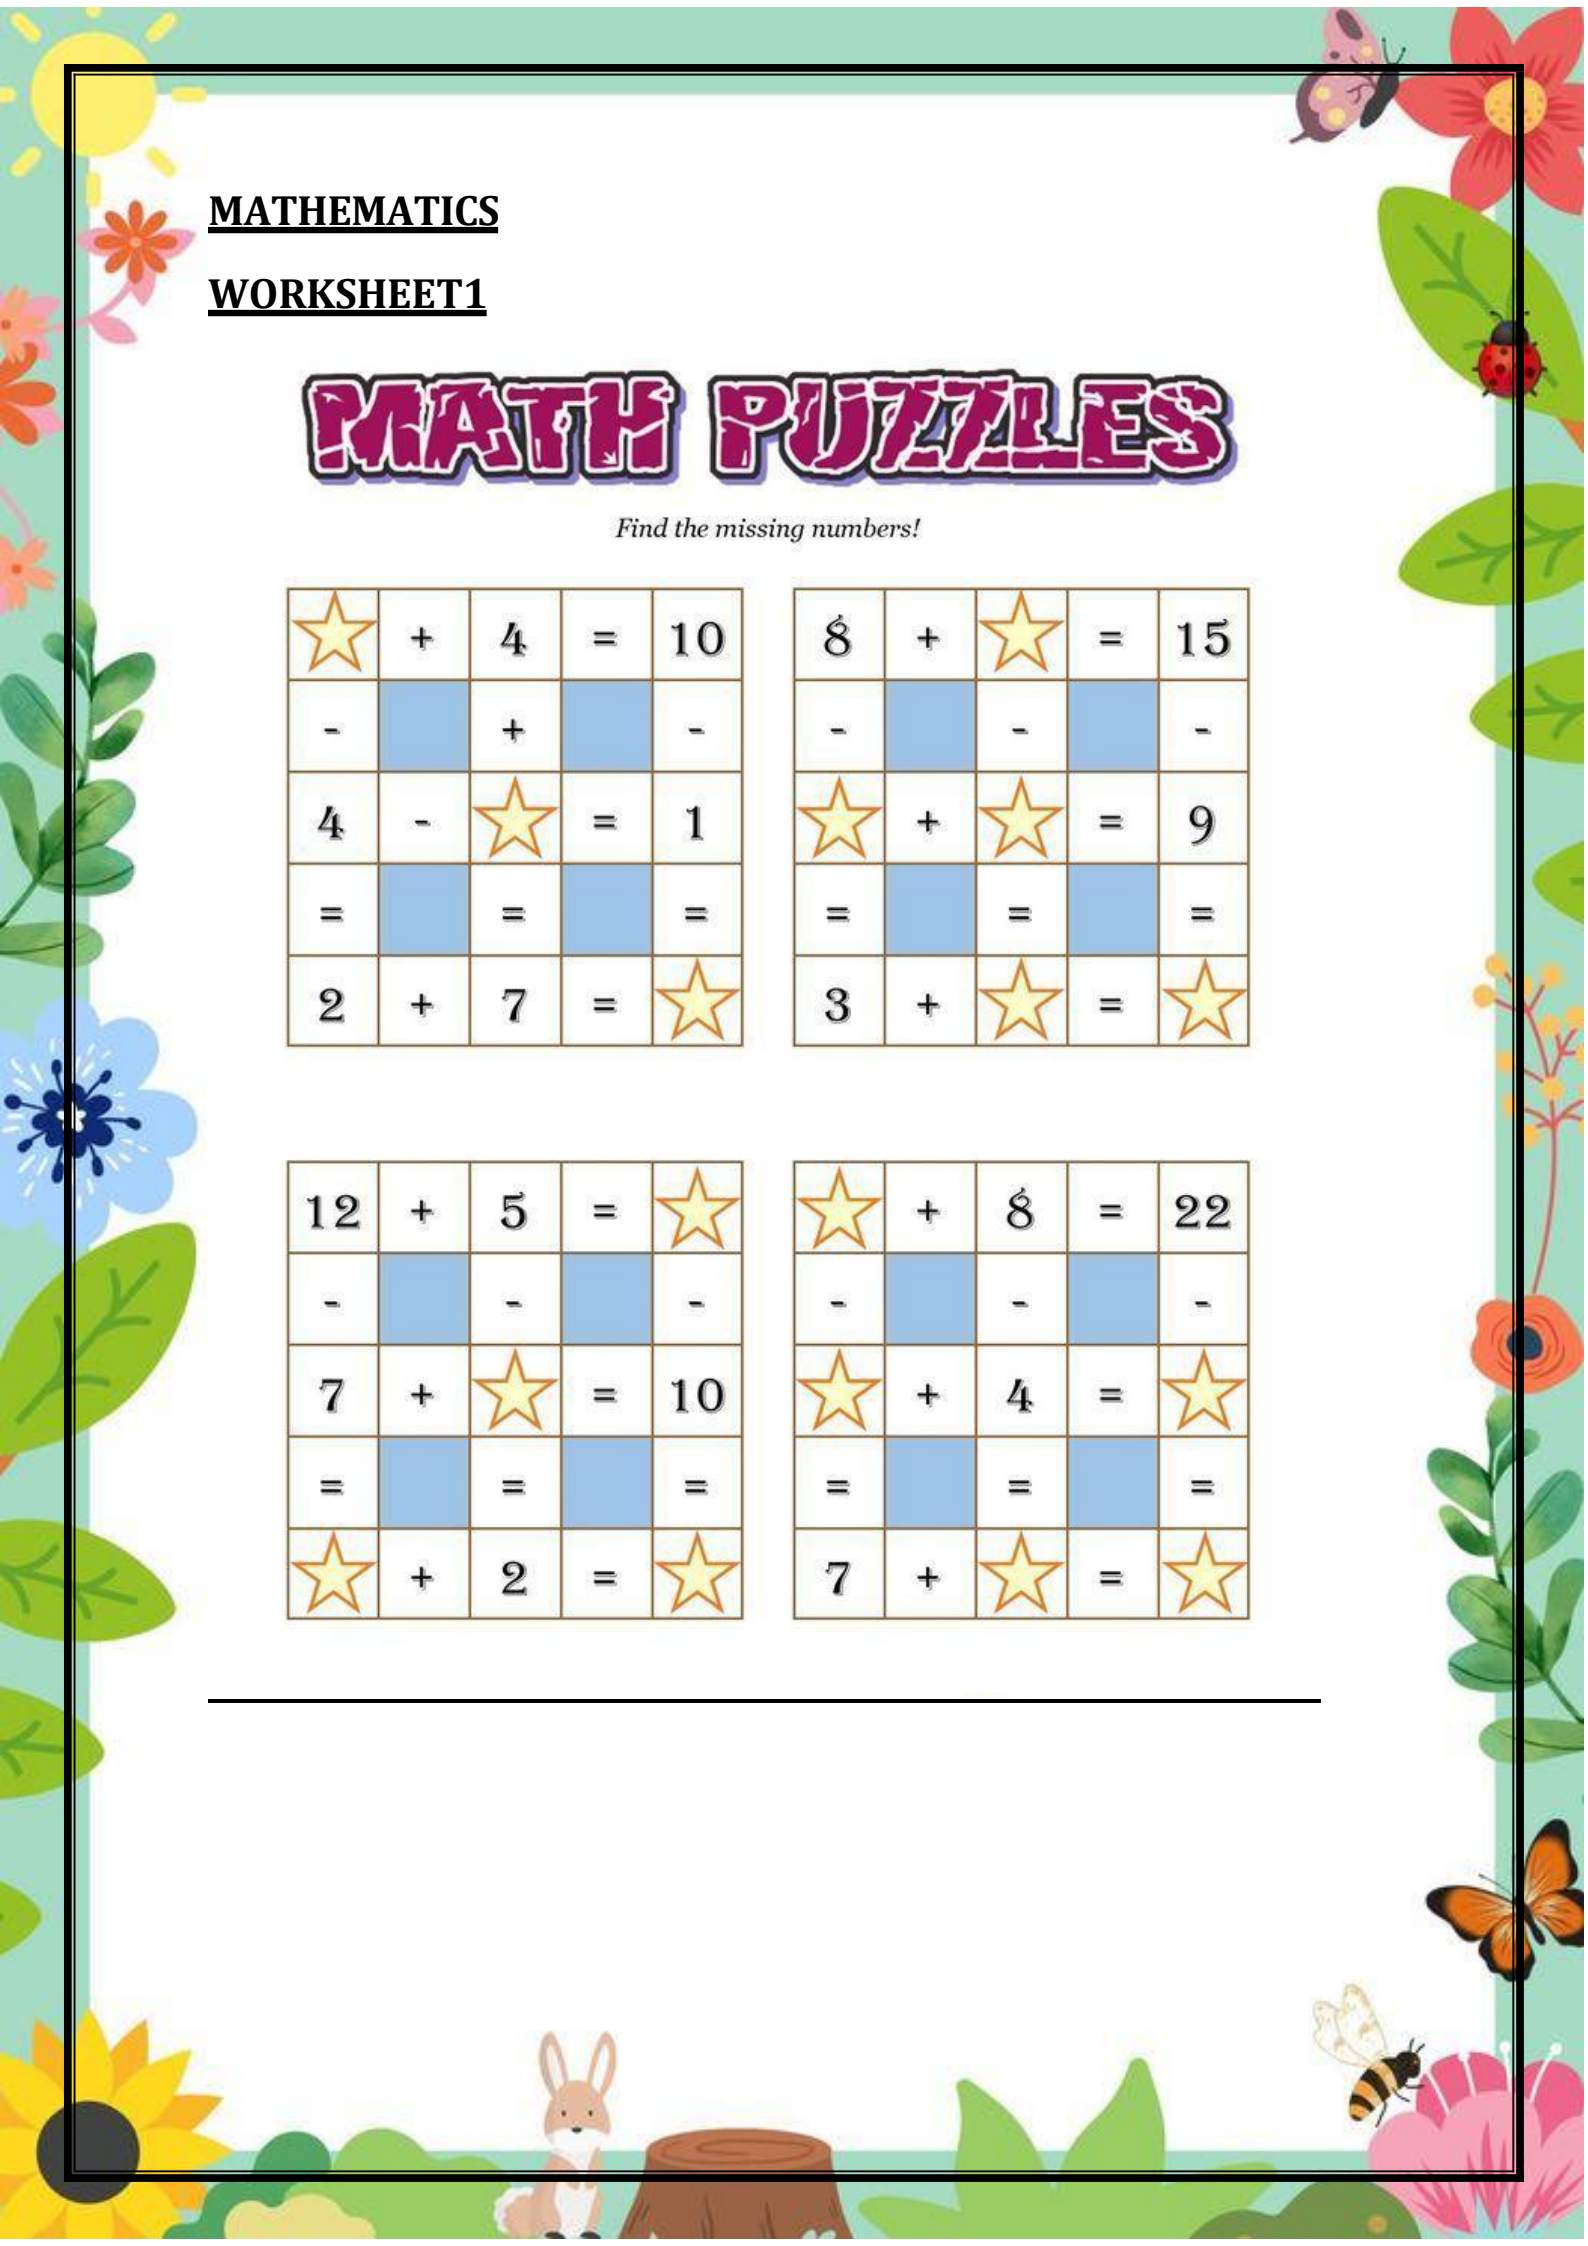 MATHEMATICS
WORKSHEET1
MATH PUZZLES
Find the missing numbers!
+ 4 = 10
- + -
4 - = 1
= = =
2 + 7 =
8 + = 15
- - -
+ = 9
= = =
3 + =
12 + 5 =
- - -
7 + = 10
= = =
+ 2 =
+ 8 = 22
- - -
+ 4 =
= = =
7 + =